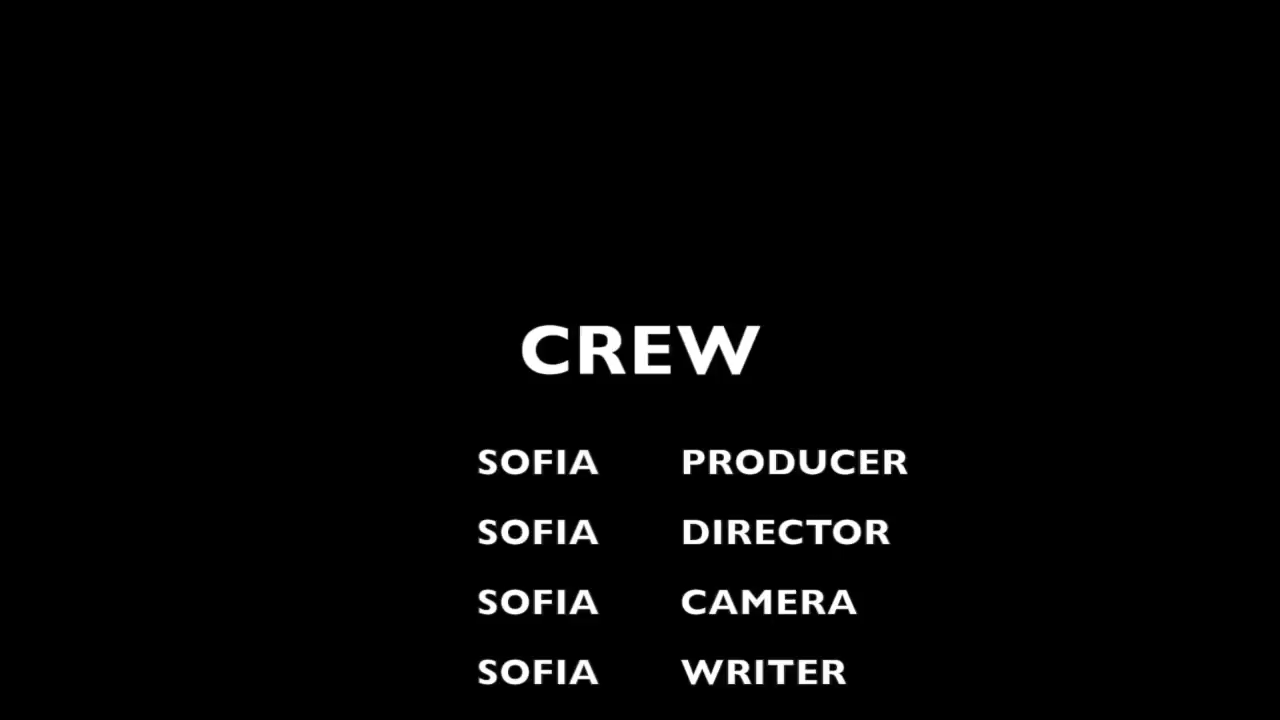 CREW
SOFIA PRODUCER
SOFIA DIRECTOR
SOFIA CAMERA
SOFIA WRITER